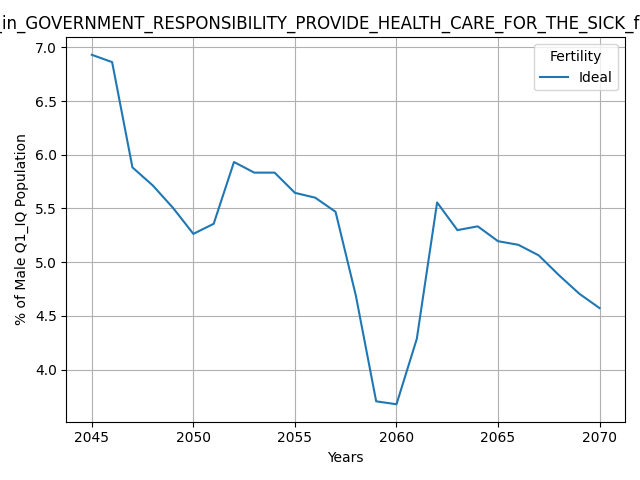 _in_GOVERNMENT_RESPONSIBILITY_PROVIDE_HEALTH_CARE_FOR_THE_SICK_f
Fertility
Ideal
% of Male Q1_IQ Population
7.0
6.5
6.0
5.5
5.0
4.5
4.0
2045 2050 2055 2060 2065 2070
Years